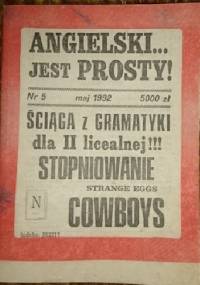 ANGIELSKI...
JEST PROSTY!
Nr 5 maj 1992 5000 zł
ŚCIĄGA z GRAMATYKI
dla II licealnej!!!
STOPNIOWANIE
STRANGE EGGS
N
COWBOYS